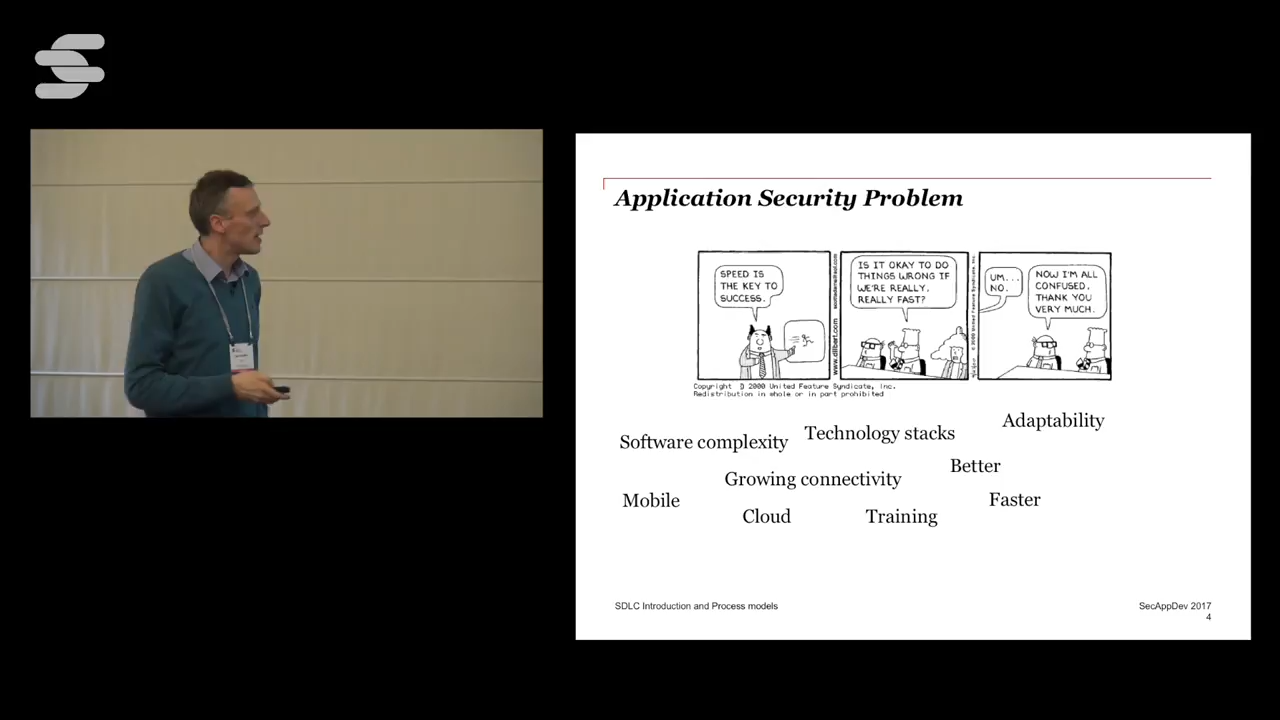 Application Security Problem
SPEED IS
THE KEY TO
SUCCESS.
www.dilbert.com
IS IT OKAY TO DO
THINGS WRONG IF
WE'RE REALLY,
REALLY FAST?
UM...
NO.
NOW I'M ALL
CONFUSED.
THANK YOU
VERY MUCH.
Copyright © 2000 United Feature Syndicate, Inc.
Redistribution in whole or in part prohibited
Adaptability
Technology stacks
Software complexity
Better
Growing connectivity
Mobile
Faster
Cloud
Training
SDLC Introduction and Process models
SecAppDev 2017
4